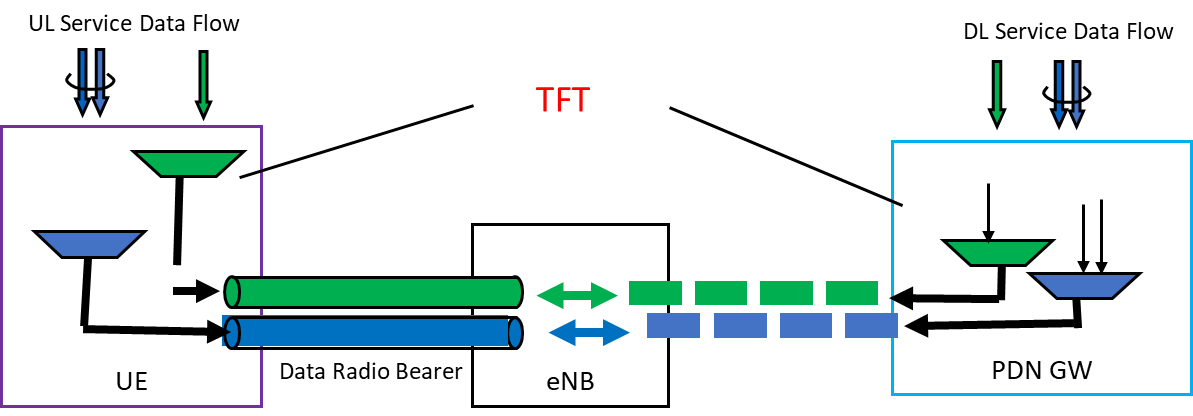 UL Service Data Flow
DL Service Data Flow
TFT
UE
Data Radio Bearer
eNB
PDN GW